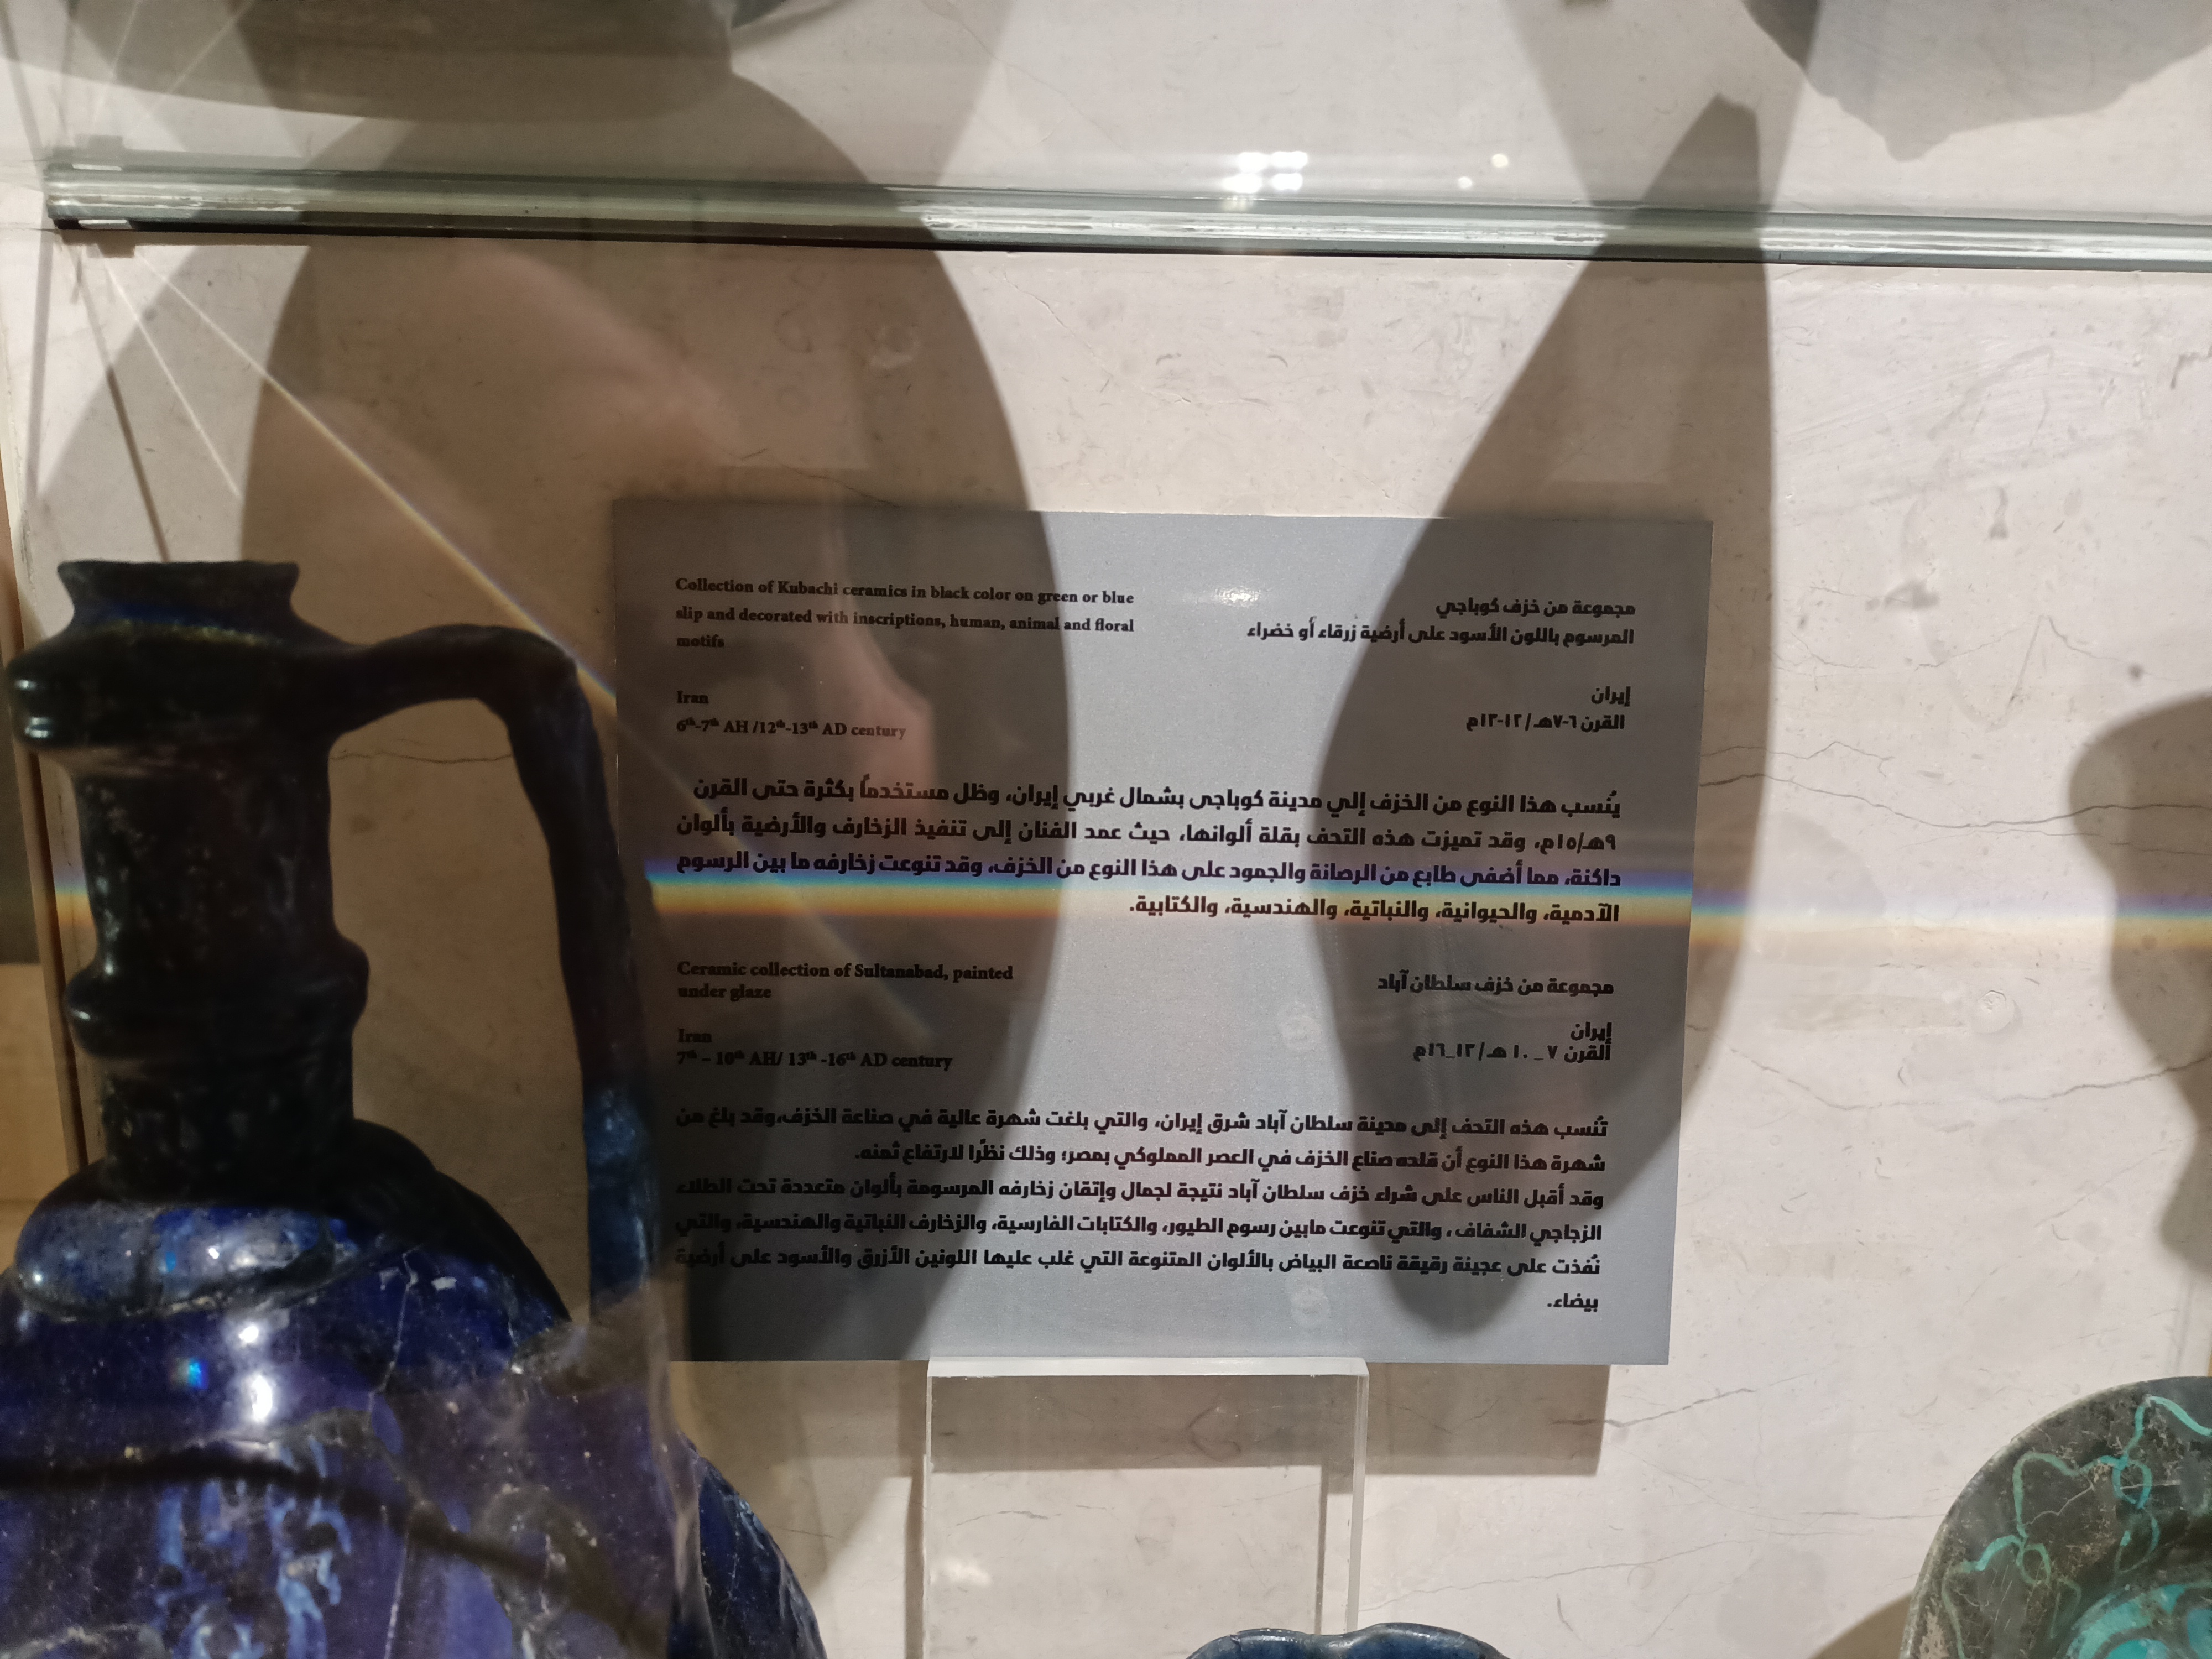 Collection of Kubachi ceramics in black color on green or blue
slip and decorated with inscriptions, human, animal and floral
motifs
Iran
6th-7th AH /12th-13th AD century
مجموعة من خزف كوباجي
المرسوم باللون الأسود على أرضية زرقاء أو خضراء
إيران
القرن ٦-٧هـ/ ١٢-١٣م
يُنسب هذا النوع من الخزف إلي مدينة كوباجى بشمال غربي إيران، وظل مستخدماً بكثرة حتى القرن
٩هـ/١٥م، وقد تميزت هذه التحف بقلة ألوانها، حيث عمد الفنان إلى تنفيذ الزخارف والأرضية بألوان
داكنة، مما أضفى طابع من الرصانة والجمود على هذا النوع من الخزف، وقد تنوعت زخارفه ما بين الرسوم
الآدمية، والحيوانية، والنباتية، والهندسية، والكتابية.
Ceramic collection of Sultanabad, painted
under glaze
Iran
7th – 10th AH/ 13th -16th AD century
مجموعة من خزف سلطان آباد
إيران
القرن ٧ _ ١٠ هـ/ ١٣_١٦م
تُنسب هذه التحف إلى مدينة سلطان آباد شرق إيران، والتي بلغت شهرة عالية في صناعة الخزف،وقد بلغ من
شهرة هذا النوع أن قلده صناع الخزف في العصر المملوكي بمصر؛ وذلك نظرًا لارتفاع ثمنه.
وقد أقبل الناس على شراء خزف سلطان آباد نتيجة لجمال وإتقان زخارفه المرسومة بألوان متعددة تحت الطلاء
الزجاجي الشفاف ، والتي تنوعت مابين رسوم الطيور، والكتابات الفارسية، والزخارف النباتية والهندسية، والتي
نُفذت على عجينة رقيقة ناصعة البياض بالألوان المتنوعة التي غلب عليها اللونين الأزرق والأسود على أرضية
بيضاء.